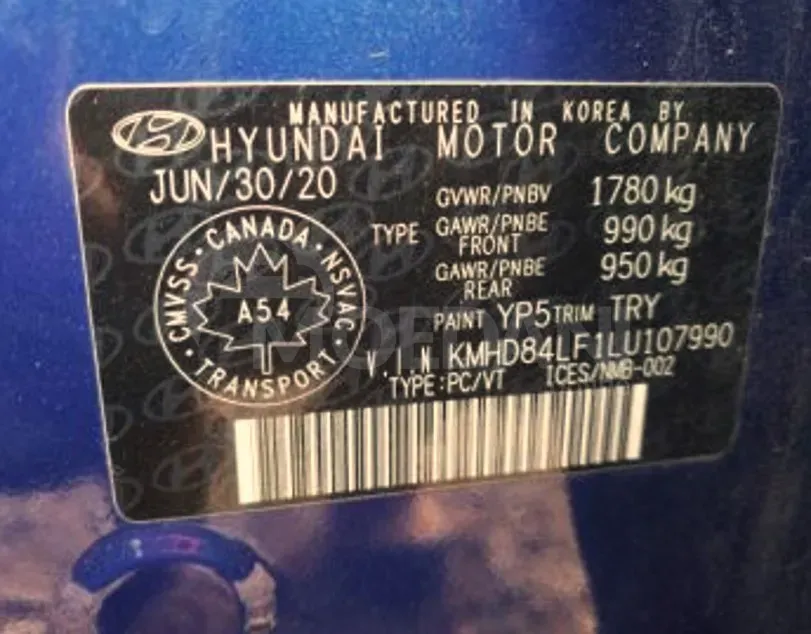 MANUFACTURED IN KOREA BY
HYUNDAI MOTOR COMPANY
JUN/30/20
GVWR/PNBV 1780 kg
TYPE GAWR/PNBE FRONT 990 kg
GAWR/PNBE REAR 950 kg
PAINT YP5 TRIM TRY
CMVSS · CANADA · NSVAC · TRANSPORT ·
A54
V.I.N KMHD84LF1LU107990
TYPE:PC/VT ICES/NMB-002